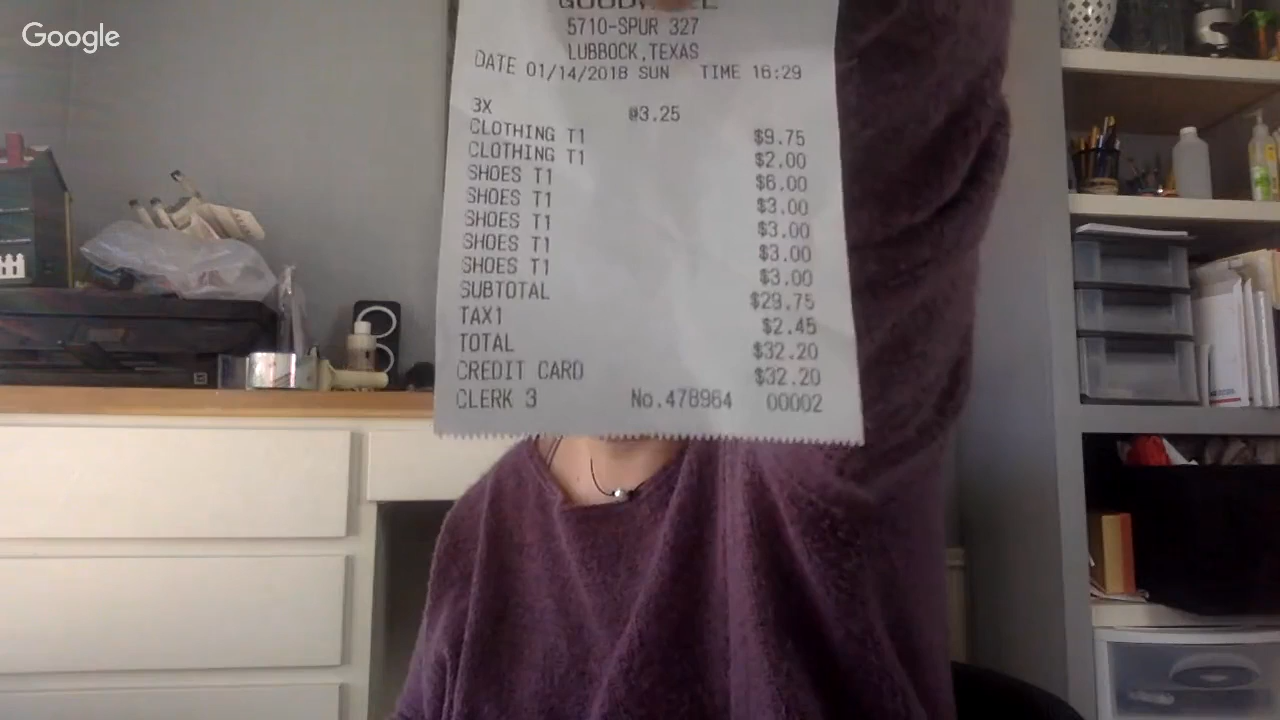 Google
5710-SPUR 327
LUBBOCK, TEXAS
DATE 01/14/2018 SUN TIME 16:29
3X @3.25
CLOTHING T1 $9.75
CLOTHING T1 $2.00
SHOES T1 $6.00
SHOES T1 $3.00
SHOES T1 $3.00
SHOES T1 $3.00
SHOES T1 $3.00
SUBTOTAL $29.75
TAX1 $2.45
TOTAL $32.20
CREDIT CARD $32.20
CLERK 3 No.478964 00002